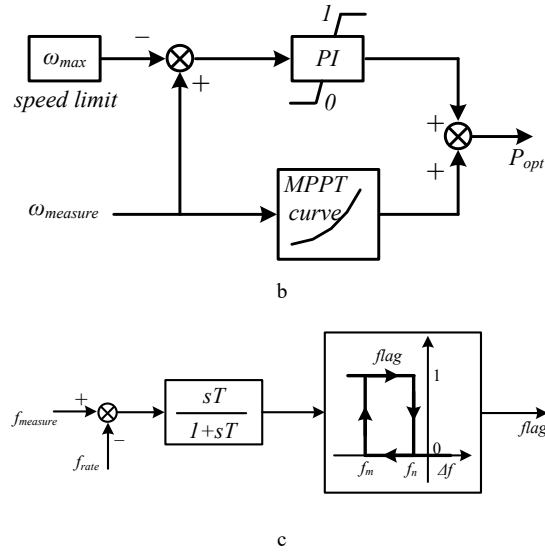 1
− 
ω_max
PI
+
speed limit
0
+
P_opt
+
MPPT
curve
ω_measure
b
sT
1+sT
flag
1
f_measure
+
−
f_rate
0
f_m
f_n
Δf
flag
c